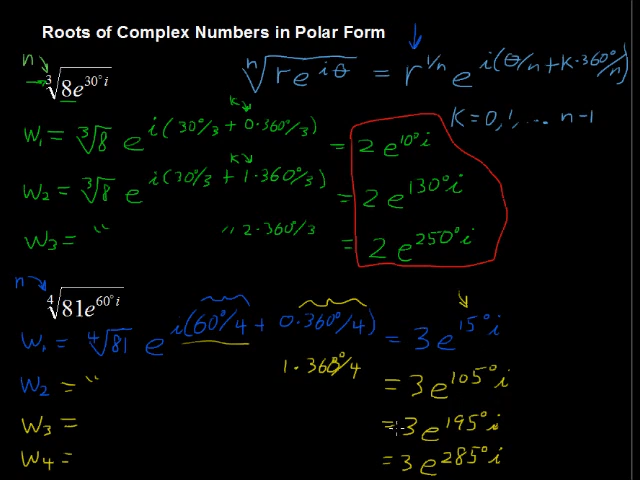 Roots of Complex Numbers in Polar Form
n
∛(8e^(30°i))
ⁿ√(re^(iθ)) = r^(1/n) e^(i(θ/n + K·360°/n))
K = 0, 1, ... n-1
K
W₁ = ∛8 e^(i(30°/3 + 0·360°/3)) = 2e^(10°i)
K
W₂ = ∛8 e^(i(30°/3 + 1·360°/3)) = 2e^(130°i)
W₃ = " " 2·360°/3 = 2e^(250°i)
n
∜(81e^(60°i))
W₁ = ∜81 e^(i(60°/4 + 0·360°/4)) = 3e^(15°i)
1·360°/4
W₂ = " = 3e^(105°i)
W₃ = = 3e^(195°i)
W₄ = = 3e^(285°i)